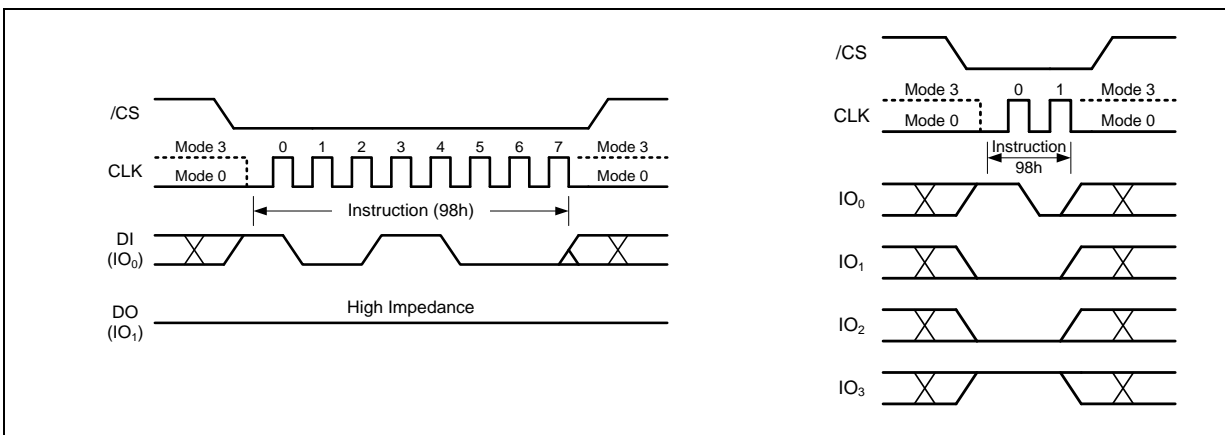 /CS
Mode 3 0 1 2 3 4 5 6 7 Mode 3
CLK
Mode 0 Mode 0
Instruction (98h)
DI
(IO₀)
High Impedance
DO
(IO₁)
/CS
Mode 3 0 1 Mode 3
CLK
Mode 0 Mode 0
Instruction
98h
IO₀
IO₁
IO₂
IO₃